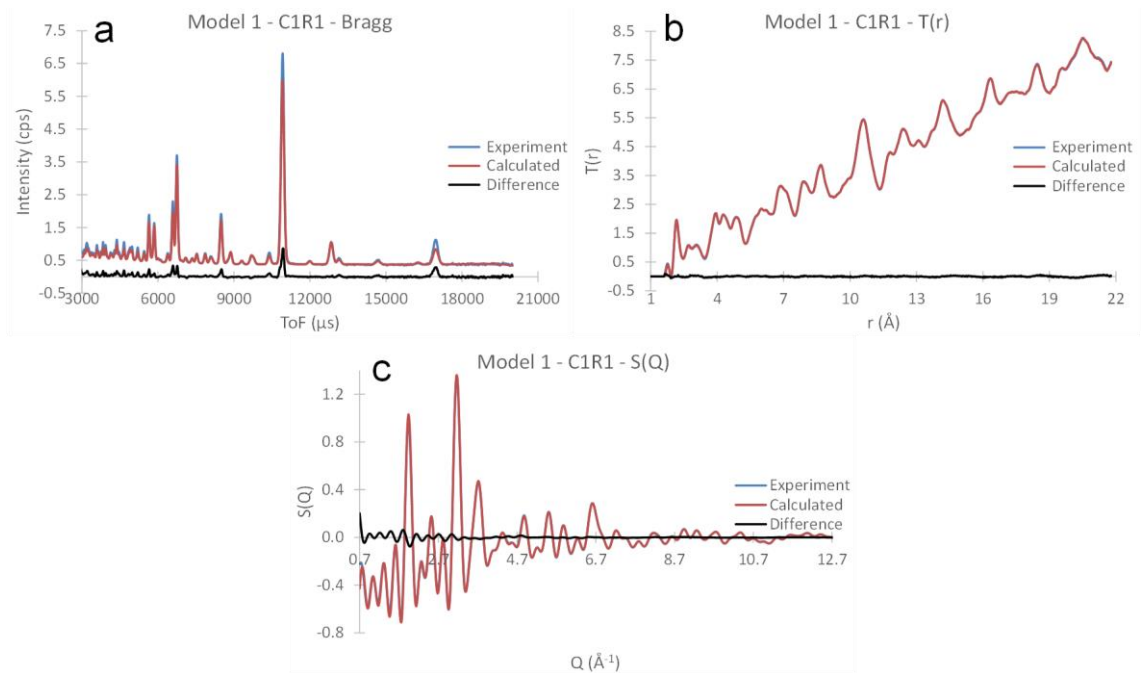 a
Model 1 - C1R1 - Bragg
7.5
6.5
5.5
4.5
3.5
2.5
1.5
0.5
-0.5
Intensity (cps)
Experiment
Calculated
Difference
3000 6000 9000 12000 15000 18000 21000
ToF (µs)
b
Model 1 - C1R1 - T(r)
8.5
7.5
6.5
5.5
4.5
3.5
2.5
1.5
0.5
-0.5
T(r)
Experiment
Calculated
Difference
1 4 7 10 13 16 19 22
r (Å)
c
Model 1 - C1R1 - S(Q)
1.2
0.8
0.4
0.0
-0.4
-0.8
S(Q)
Experiment
Calculated
Difference
0.7 2.7 4.7 6.7 8.7 10.7 12.7
Q (Å-1)